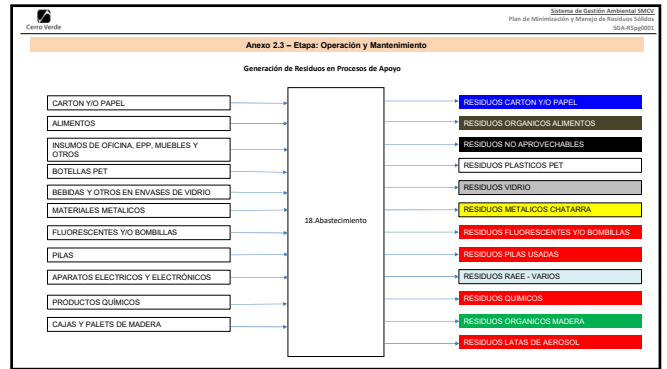 Sistema de Gestión Ambiental SMCV
Plan de Minimización y Manejo de Residuos Sólidos
SGA-RSpg0001
Cerro Verde
Anexo 2.3 – Etapa: Operación y Mantenimiento
Generación de Residuos en Procesos de Apoyo
CARTON Y/O PAPEL
ALIMENTOS
INSUMOS DE OFICINA, EPP, MUEBLES Y
OTROS
BOTELLAS PET
BEBIDAS Y OTROS EN ENVASES DE VIDRIO
MATERIALES METALICOS
FLUORESCENTES Y/O BOMBILLAS
PILAS
APARATOS ELECTRICOS Y ELECTRÓNICOS
PRODUCTOS QUÍMICOS
CAJAS Y PALETS DE MADERA
18.Abastecimiento
RESIDUOS CARTON Y/O PAPEL
RESIDUOS ORGANICOS ALIMENTOS
RESIDUOS NO APROVECHABLES
RESIDUOS PLASTICOS PET
RESIDUOS VIDRIO
RESIDUOS METALICOS CHATARRA
RESIDUOS FLUORESCENTES Y/O BOMBILLAS
RESIDUOS PILAS USADAS
RESIDUOS RAEE - VARIOS
RESIDUOS QUIMICOS
RESIDUOS ORGANICOS MADERA
RESIDUOS LATAS DE AEROSOL